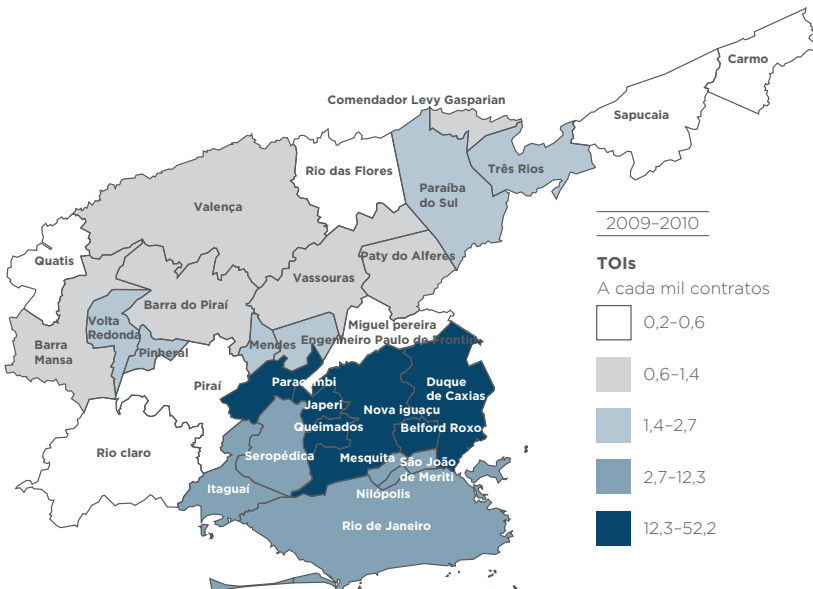 Carmo
Comendador Levy Gasparian
Sapucaia
Rio das Flores
Três Rios
Paraíba
do Sul
Valença
2009–2010
Quatis
Paty do Alferes
TOIs
Vassouras
A cada mil contratos
Barra do Piraí
Volta
Redonda
Miguel pereira
0,2–0,6
Engenheiro Paulo de Frontin
Barra
Mansa
Mendes
Pinheral
0,6–1,4
Piraí
Paracambi
Duque
de Caxias
Japeri
Nova iguaçu
1,4–2,7
Queimados
Belford Roxo
Rio claro
Seropédica
Mesquita
São João
de Meriti
2,7–12,3
Itaguaí
Nilópolis
Rio de Janeiro
12,3–52,2